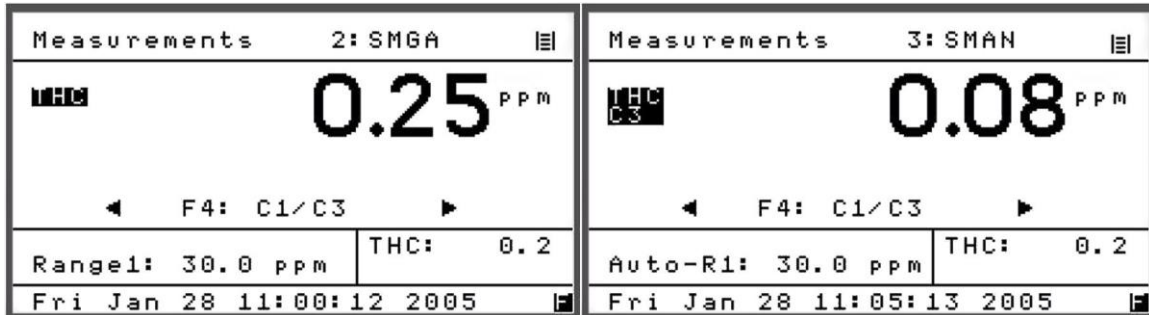 Measurements 2: SMGA
THC 0.25 ppm
F4: C1/C3
THC: 0.2
Range1: 30.0 ppm
Fri Jan 28 11:00:12 2005
Measurements 3: SMAN
THC 0.08 ppm
C3
F4: C1/C3
THC: 0.2
Auto-R1: 30.0 ppm
Fri Jan 28 11:05:13 2005